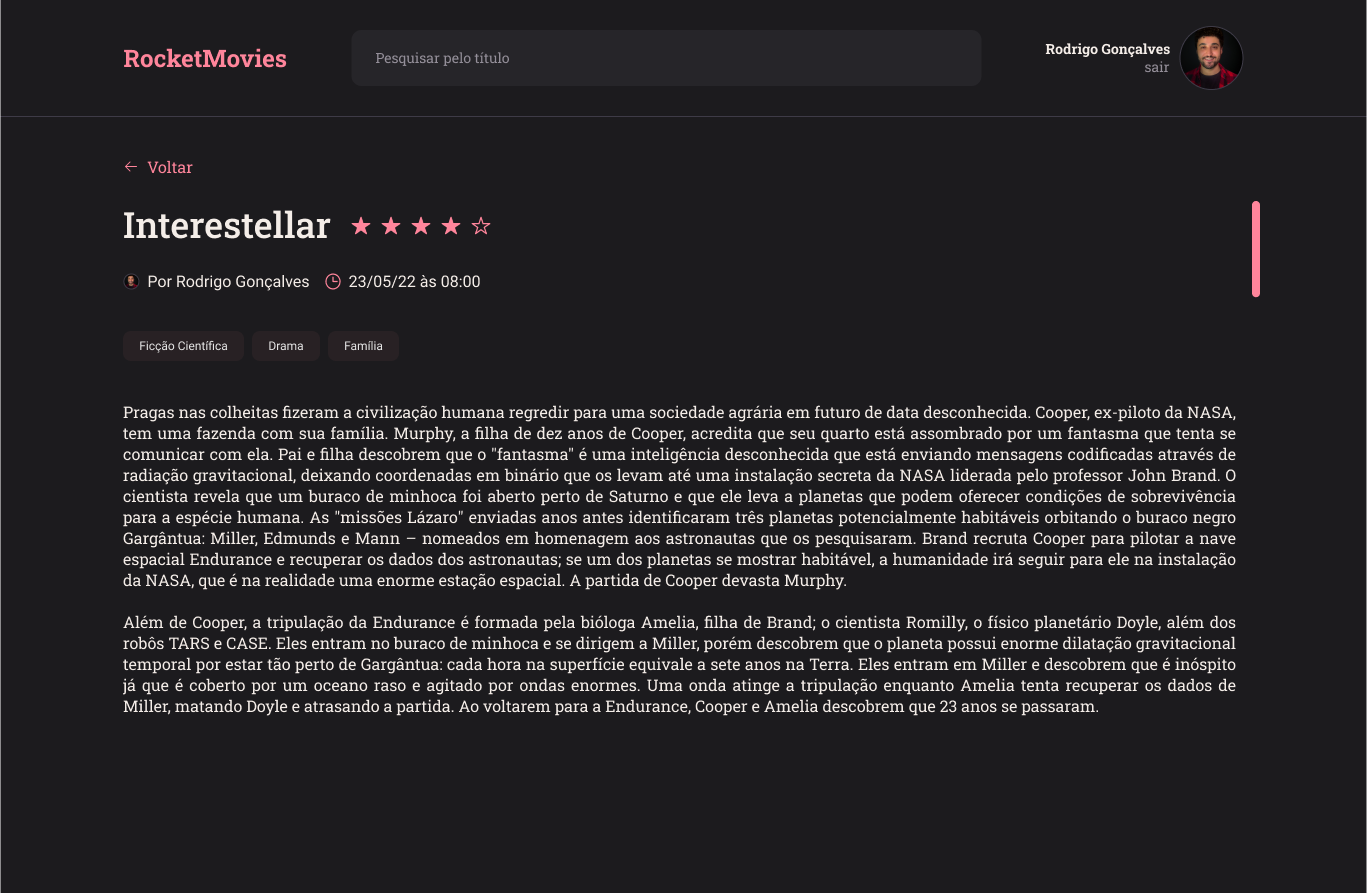 RocketMovies
Pesquisar pelo título
Rodrigo Gonçalves
sair
Voltar
Interestellar
Por Rodrigo Gonçalves
23/05/22 às 08:00
Ficção Científica
Drama
Família
Pragas nas colheitas fizeram a civilização humana regredir para uma sociedade agrária em futuro de data desconhecida. Cooper, ex-piloto da NASA,
tem uma fazenda com sua família. Murphy, a filha de dez anos de Cooper, acredita que seu quarto está assombrado por um fantasma que tenta se
comunicar com ela. Pai e filha descobrem que o "fantasma" é uma inteligência desconhecida que está enviando mensagens codificadas através de
radiação gravitacional, deixando coordenadas em binário que os levam até uma instalação secreta da NASA liderada pelo professor John Brand. O
cientista revela que um buraco de minhoca foi aberto perto de Saturno e que ele leva a planetas que podem oferecer condições de sobrevivência
para a espécie humana. As "missões Lázaro" enviadas anos antes identificaram três planetas potencialmente habitáveis orbitando o buraco negro
Gargântua: Miller, Edmunds e Mann – nomeados em homenagem aos astronautas que os pesquisaram. Brand recruta Cooper para pilotar a nave
espacial Endurance e recuperar os dados dos astronautas; se um dos planetas se mostrar habitável, a humanidade irá seguir para ele na instalação
da NASA, que é na realidade uma enorme estação espacial. A partida de Cooper devasta Murphy.
Além de Cooper, a tripulação da Endurance é formada pela bióloga Amelia, filha de Brand; o cientista Romilly, o físico planetário Doyle, além dos
robôs TARS e CASE. Eles entram no buraco de minhoca e se dirigem a Miller, porém descobrem que o planeta possui enorme dilatação gravitacional
temporal por estar tão perto de Gargântua: cada hora na superfície equivale a sete anos na Terra. Eles entram em Miller e descobrem que é inóspito
já que é coberto por um oceano raso e agitado por ondas enormes. Uma onda atinge a tripulação enquanto Amelia tenta recuperar os dados de
Miller, matando Doyle e atrasando a partida. Ao voltarem para a Endurance, Cooper e Amelia descobrem que 23 anos se passaram.